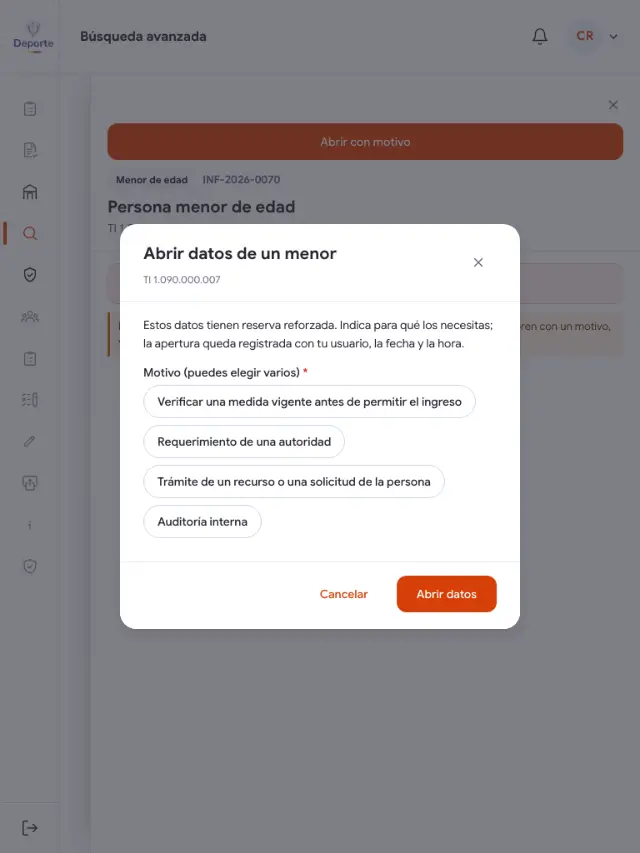 Deporte
Búsqueda avanzada
CR
Abrir con motivo
Menor de edad INF-2026-0070
Persona menor de edad
TI
Abrir datos de un menor
TI 1.090.000.007
Estos datos tienen reserva reforzada. Indica para qué los necesitas;
la apertura queda registrada con tu usuario, la fecha y la hora.
con un motivo,
Motivo (puedes elegir varios) *
Verificar una medida vigente antes de permitir el ingreso
Requerimiento de una autoridad
Trámite de un recurso o una solicitud de la persona
Auditoría interna
Cancelar
Abrir datos